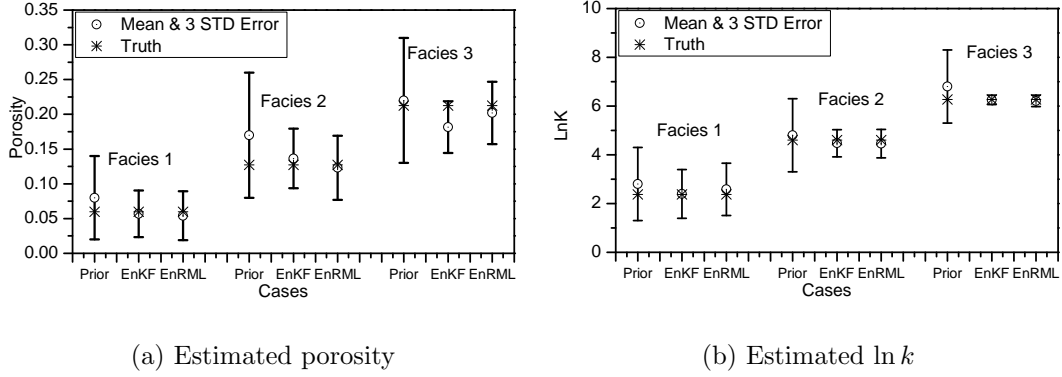 Mean & 3 STD Error
Truth
Facies 1
Facies 2
Facies 3
Porosity
0.35
0.30
0.25
0.20
0.15
0.10
0.05
0.00
Prior EnKF EnRML Prior EnKF EnRML Prior EnKF EnRML
Cases
(a) Estimated porosity
Mean & 3 STD Error
Truth
Facies 1
Facies 2
Facies 3
LnK
10
8
6
4
2
0
Prior EnKF EnRML Prior EnKF EnRML Prior EnKF EnRML
Cases
(b) Estimated ln k